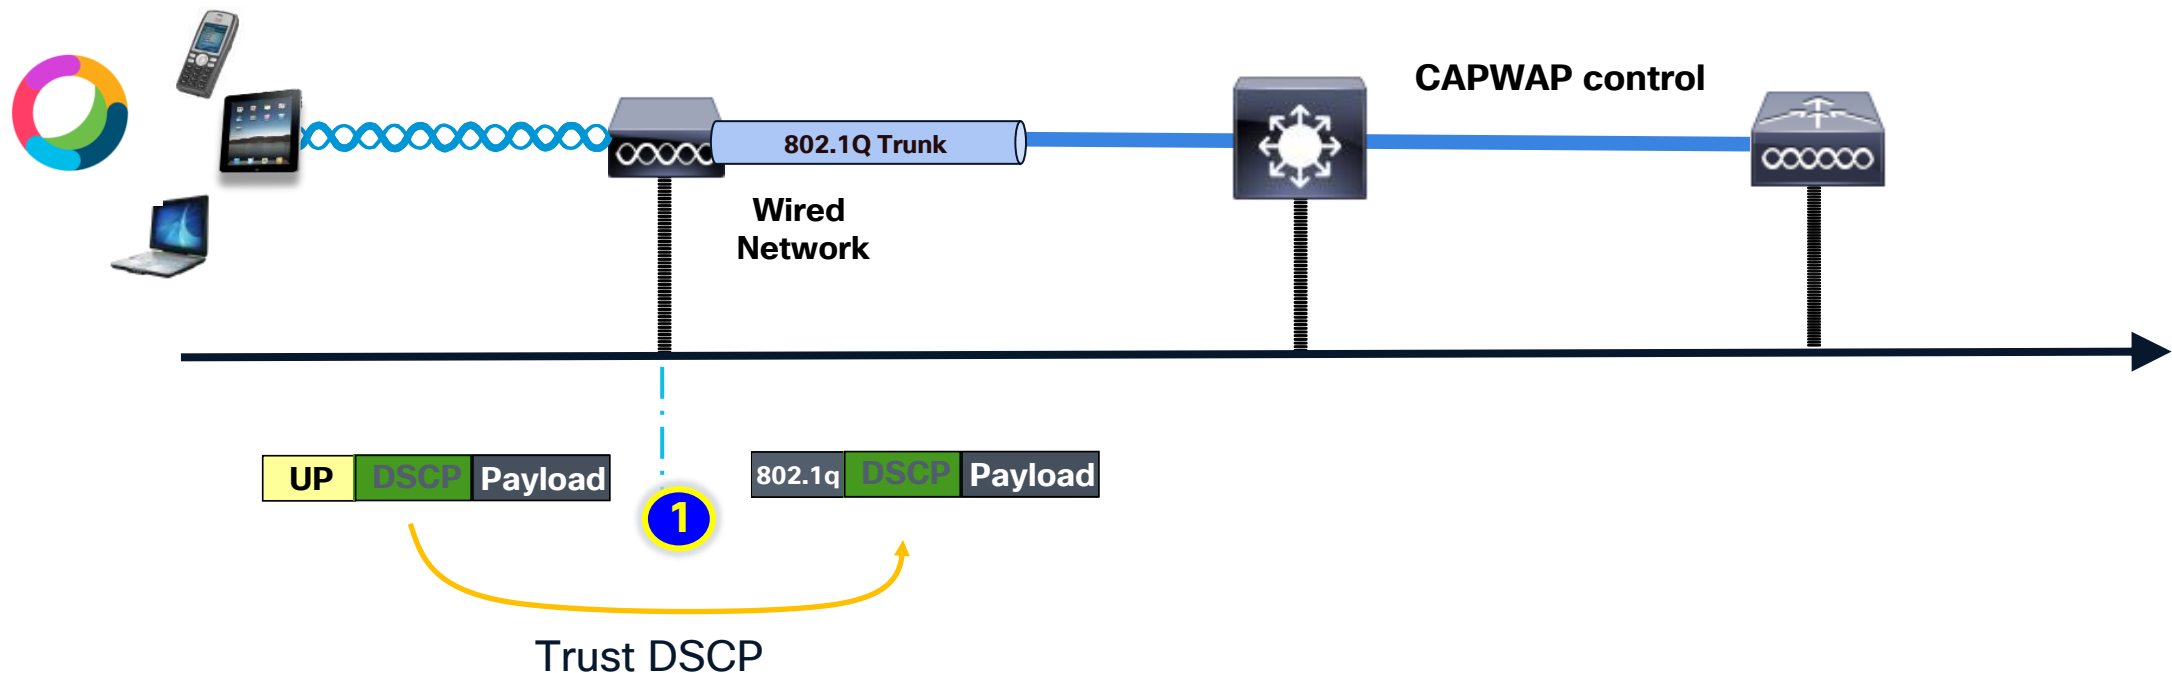 CAPWAP control
802.1Q Trunk
Wired
Network
UP DSCP Payload
802.1q DSCP Payload
1
Trust DSCP